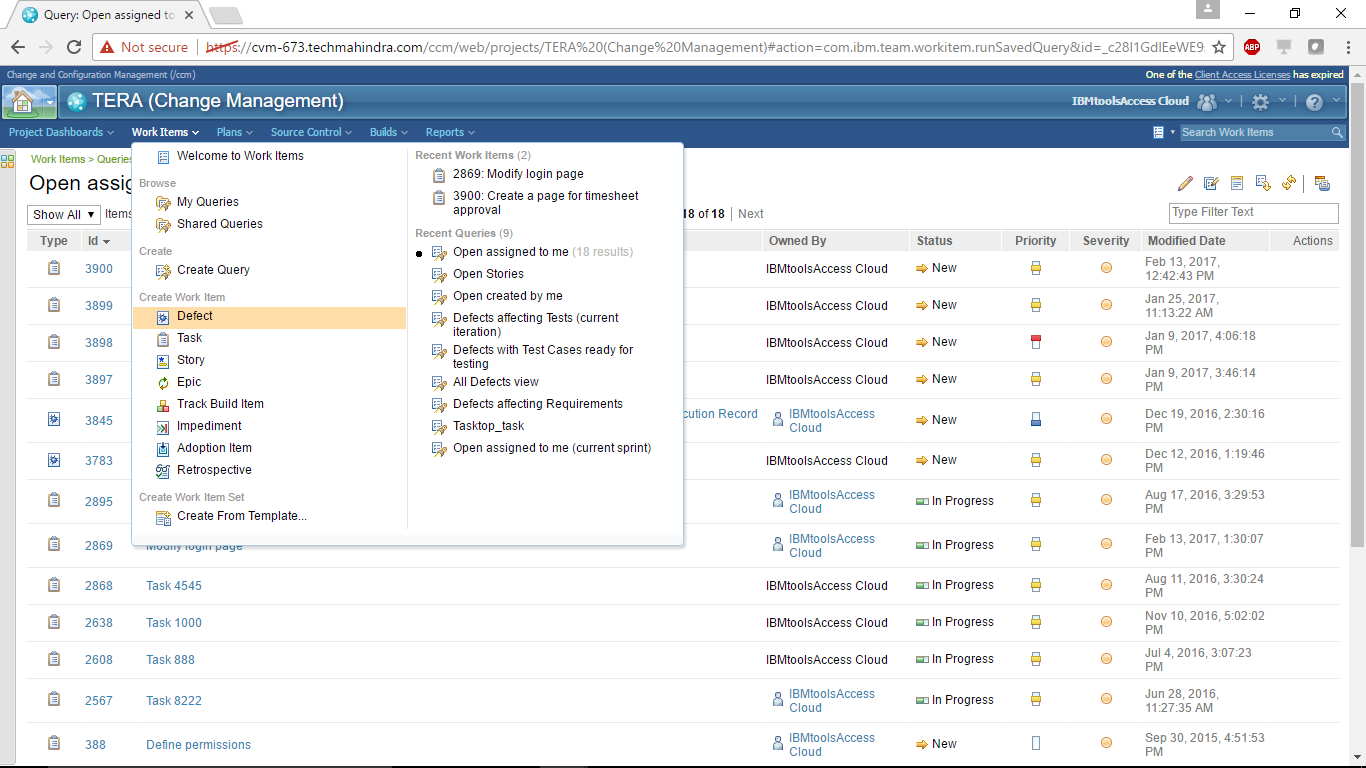 Query: Open assigned to
Not secure
https://cvm-673.techmahindra.com/ccm/web/projects/TERA%20(Change%20Management)#action=com.ibm.team.workitem.runSavedQuery&id=_c28I1GdlEeWE9
ABP
Change and Configuration Management (/ccm)
One of the Client Access Licenses has expired
TERA (Change Management)
IBMtoolsAccess Cloud
Project Dashboards
Work Items
Plans
Source Control
Builds
Reports
Search Work Items
Work Items > Queries
Open assig
Show All
Items
18 of 18
Next
Type Filter Text
Welcome to Work Items
Browse
My Queries
Shared Queries
Create
Create Query
Create Work Item
Defect
Task
Story
Epic
Track Build Item
Impediment
Adoption Item
Retrospective
Create Work Item Set
Create From Template...
Recent Work Items (2)
2869: Modify login page
3900: Create a page for timesheet
approval
Recent Queries (9)
Open assigned to me (18 results)
Open Stories
Open created by me
Defects affecting Tests (current
iteration)
Defects with Test Cases ready for
testing
All Defects view
Defects affecting Requirements
Tasktop_task
Open assigned to me (current sprint)
Type Id Owned By Status Priority Severity Modified Date Actions
3900 IBMtoolsAccess Cloud New Feb 13, 2017,
12:42:43 PM
3899 IBMtoolsAccess Cloud New Jan 25, 2017,
11:13:22 AM
3898 IBMtoolsAccess Cloud New Jan 9, 2017, 4:06:18
PM
3897 IBMtoolsAccess Cloud New Jan 9, 2017, 3:46:14
PM
3845 cution Record IBMtoolsAccess New Dec 19, 2016, 2:30:16
Cloud PM
3783 IBMtoolsAccess Cloud New Dec 12, 2016, 1:19:46
PM
2895 IBMtoolsAccess In Progress Aug 17, 2016, 3:29:53
Cloud PM
2869 Modify login page IBMtoolsAccess In Progress Feb 13, 2017, 1:30:07
Cloud PM
2868 Task 4545 IBMtoolsAccess Cloud In Progress Aug 11, 2016, 3:30:24
PM
2638 Task 1000 IBMtoolsAccess Cloud In Progress Nov 10, 2016, 5:02:02
PM
2608 Task 888 IBMtoolsAccess Cloud In Progress Jul 4, 2016, 3:07:23
PM
2567 Task 8222 IBMtoolsAccess In Progress Jun 28, 2016,
Cloud 11:27:35 AM
388 Define permissions IBMtoolsAccess New Sep 30, 2015, 4:51:53
Cloud PM